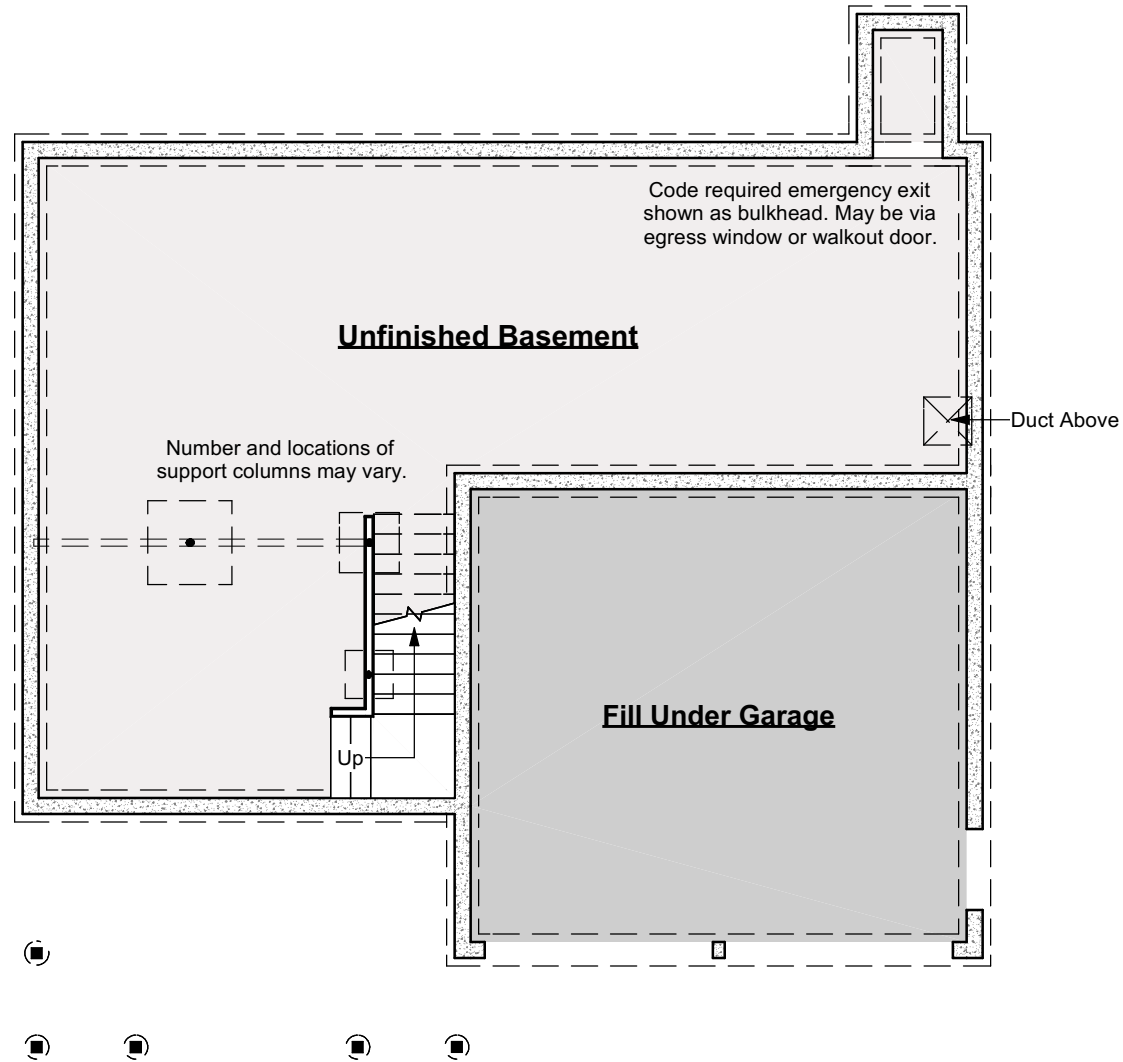 Code required emergency exit
shown as bulkhead. May be via
egress window or walkout door.
Unfinished Basement
Duct Above
Number and locations of
support columns may vary.
Fill Under Garage
Up